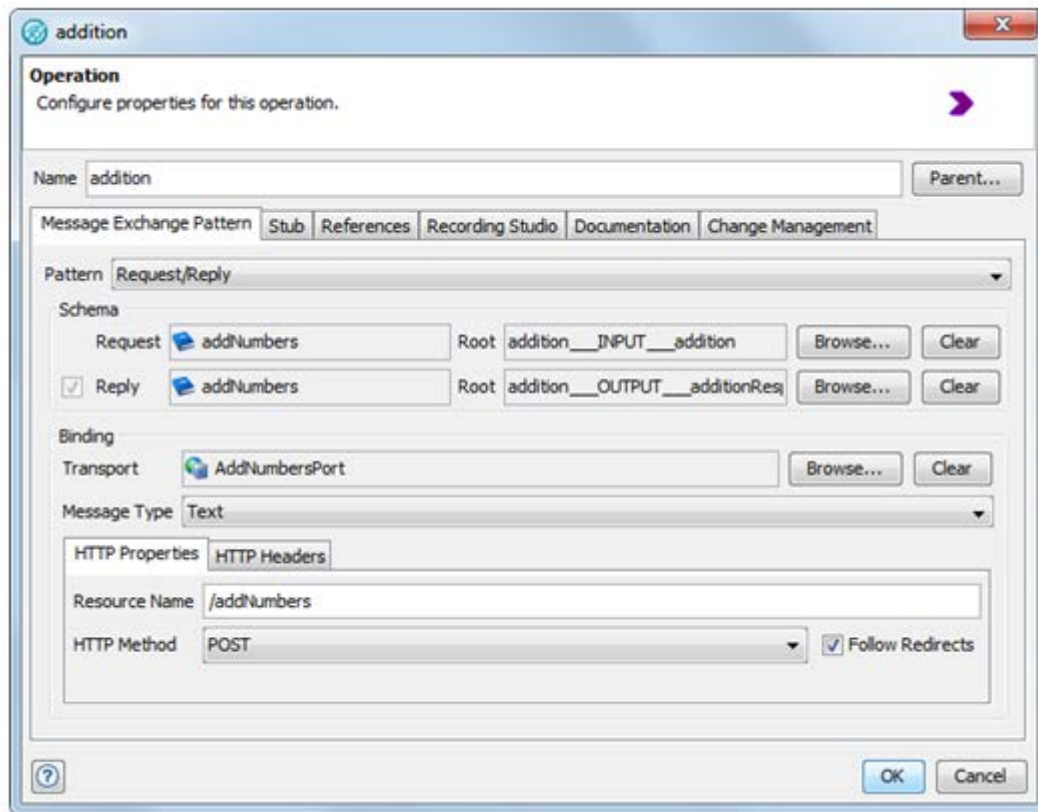 addition
Operation
Configure properties for this operation.
Name addition Parent...
Message Exchange Pattern Stub References Recording Studio Documentation Change Management
Pattern Request/Reply
Schema
Request addNumbers Root addition___INPUT___addition Browse... Clear
Reply addNumbers Root addition___OUTPUT___additionResp Browse... Clear
Binding
Transport AddNumbersPort Browse... Clear
Message Type Text
HTTP Properties HTTP Headers
Resource Name /addNumbers
HTTP Method POST Follow Redirects
? OK Cancel